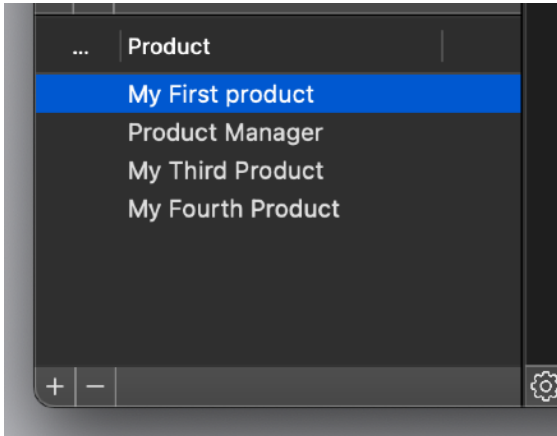 ... Product
My First product
Product Manager
My Third Product
My Fourth Product
+ −